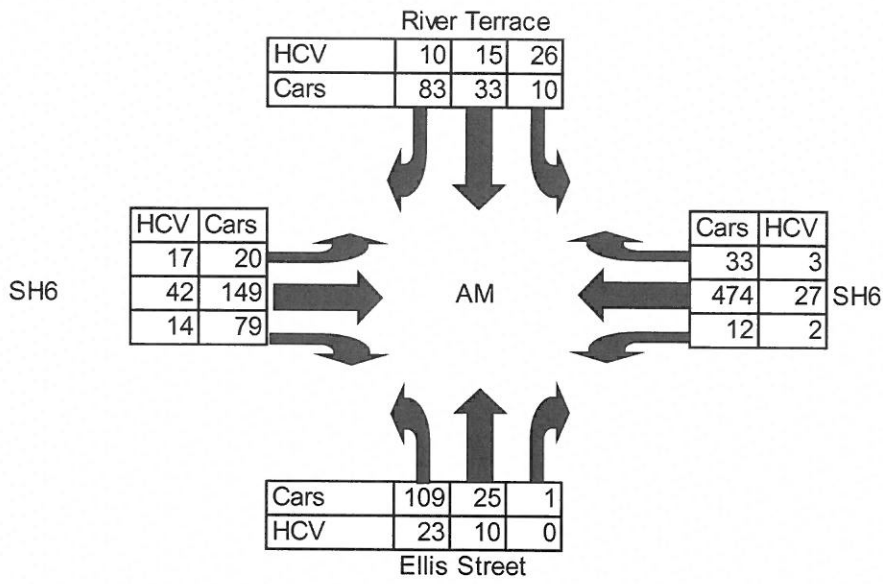 River Terrace
HCV 10 15 26
Cars 83 33 10
HCV Cars
17 20
SH6 42 149
14 79
AM
Cars HCV
33 3
474 27 SH6
12 2
Cars 109 25 1
HCV 23 10 0
Ellis Street